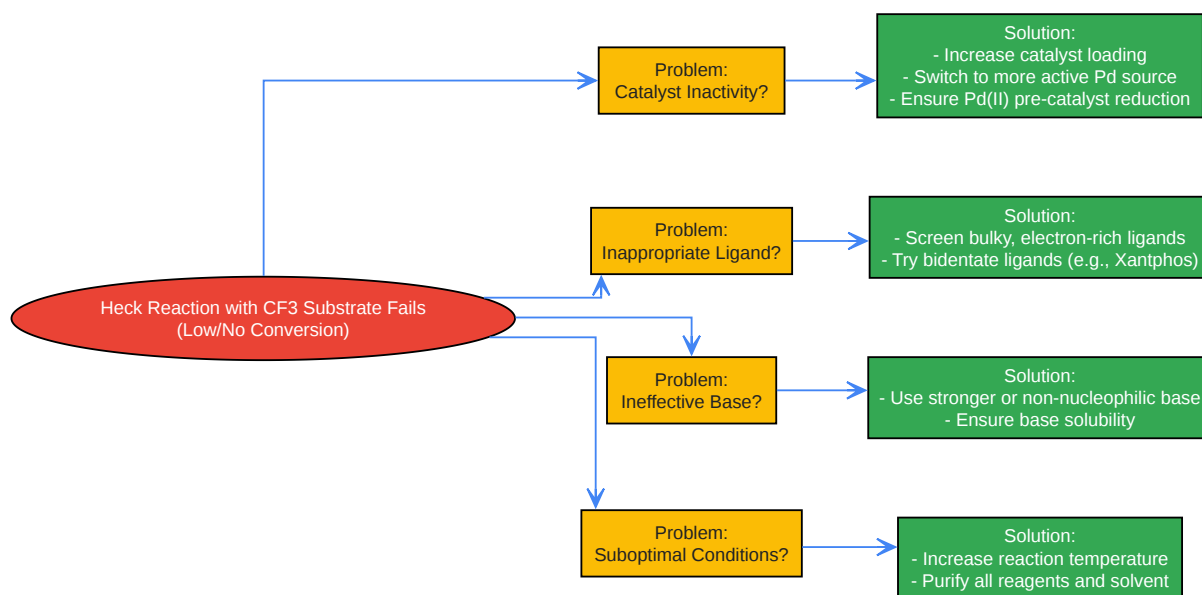 Heck Reaction with CF3 Substrate Fails
(Low/No Conversion)
Problem:
Catalyst Inactivity?
Solution:
- Increase catalyst loading
- Switch to more active Pd source
- Ensure Pd(II) pre-catalyst reduction
Problem:
Inappropriate Ligand?
Solution:
- Screen bulky, electron-rich ligands
- Try bidentate ligands (e.g., Xantphos)
Problem:
Ineffective Base?
Solution:
- Use stronger or non-nucleophilic base
- Ensure base solubility
Problem:
Suboptimal Conditions?
Solution:
- Increase reaction temperature
- Purify all reagents and solvent